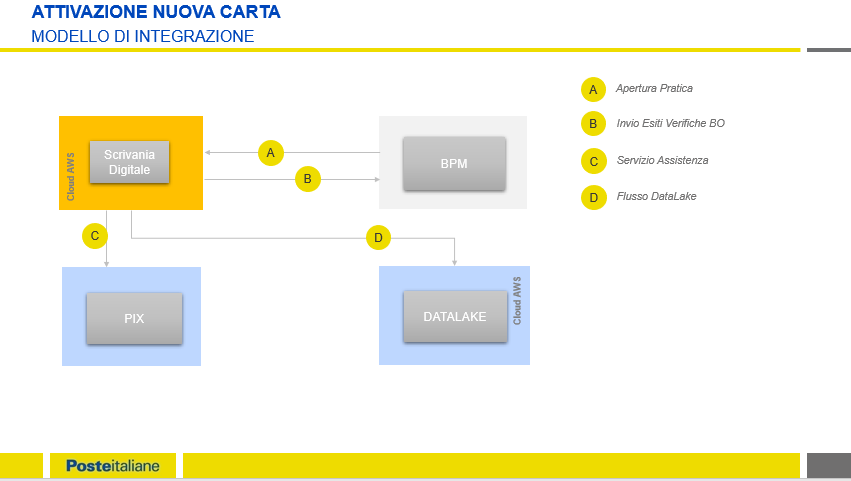 ATTIVAZIONE NUOVA CARTA
MODELLO DI INTEGRAZIONE
A Apertura Pratica
B Invio Esiti Verifiche BO
C Servizio Assistenza
D Flusso DataLake
Cloud AWS
Scrivania
Digitale
A
B
BPM
C
D
PIX
DATALAKE
Cloud AWS
Posteitaliane